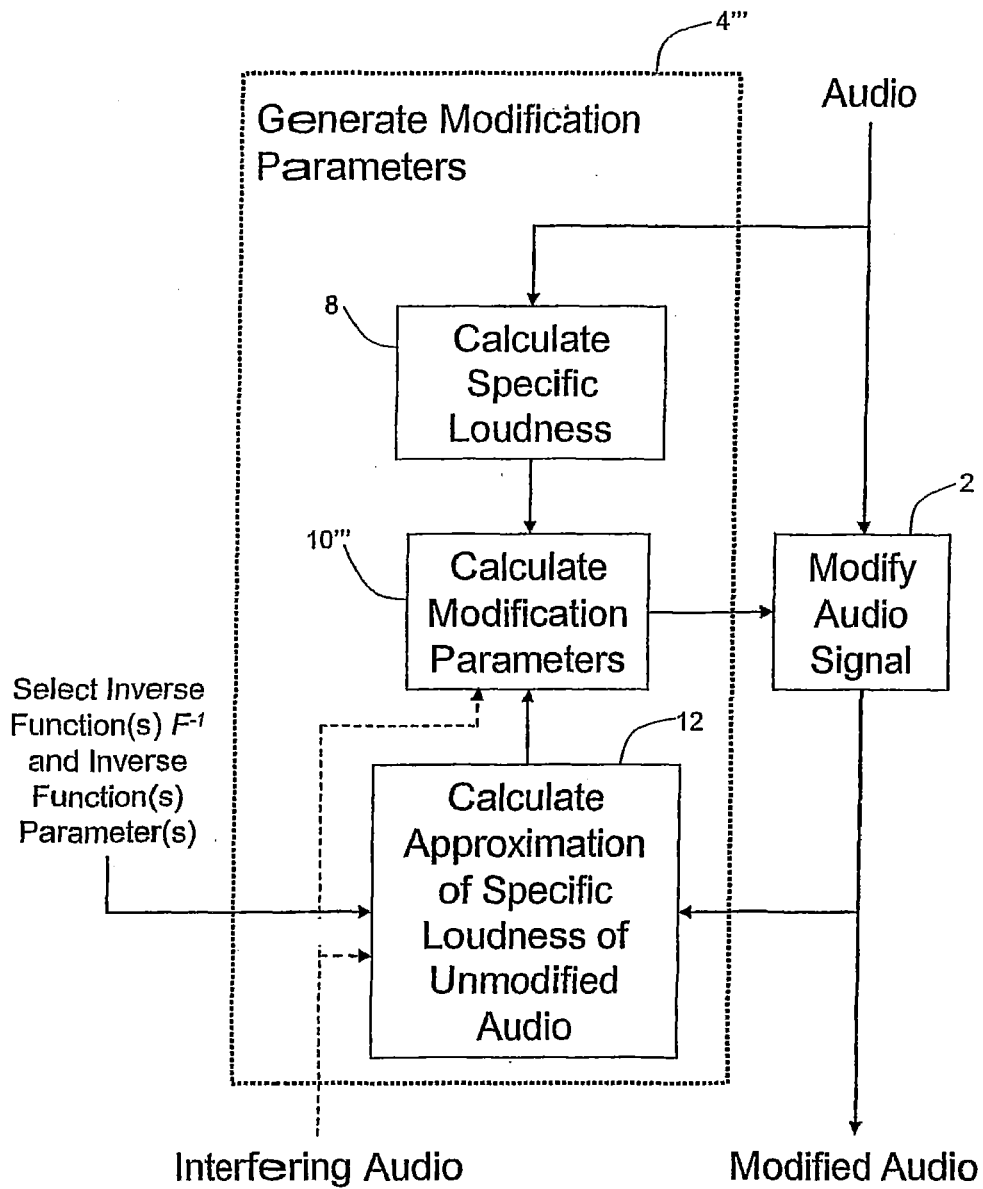 4'''
Audio
Generate Modification
Parameters
8
Calculate
Specific
Loudness
2
10'''
Calculate
Modification
Parameters
Modify
Audio
Signal
Select Inverse
Function(s) F-1
and Inverse
Function(s)
Parameter(s)
12
Calculate
Approximation
of Specific
Loudness of
Unmodified
Audio
Interfering Audio
Modified Audio